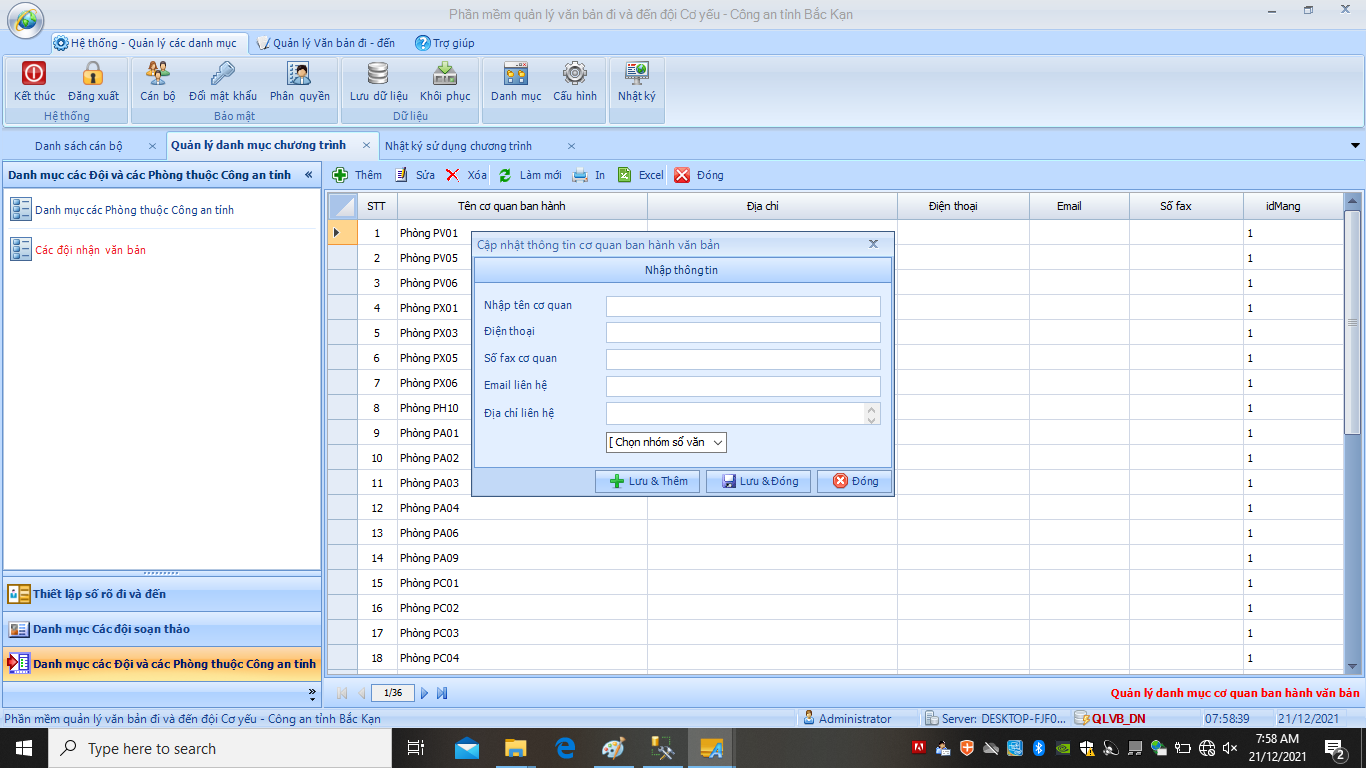 Phần mềm quản lý văn bản đi và đến đội Cơ yếu - Công an tỉnh Bắc Kạn
Hệ thống - Quản lý các danh mục
Quản lý Văn bản đi - đến
Trợ giúp
Kết thúc
Đăng xuất
Cán bộ
Đổi mật khẩu
Phân quyền
Lưu dữ liệu
Khôi phục
Danh mục
Cấu hình
Nhật ký
Hệ thống
Bảo mật
Dữ liệu
Danh sách cán bộ
Quản lý danh mục chương trình
Nhật ký sử dụng chương trình
Danh mục các Đội và các Phòng thuộc Công an tỉnh «
Danh mục các Phòng thuộc Công an tỉnh
Các đội nhận văn bản
Thiết lập số rõ đi và đến
Danh mục Các đội soạn thảo
Danh mục các Đội và các Phòng thuộc Công an tỉnh
Thêm Sửa Xóa Làm mới In Excel Đóng
STT Tên cơ quan ban hành Địa chỉ Điện thoại Email Số fax idMang
1 Phòng PV01 1
2 Phòng PV05 1
3 Phòng PV06 1
4 Phòng PX01 1
5 Phòng PX03 1
6 Phòng PX05 1
7 Phòng PX06 1
8 Phòng PH10 1
9 Phòng PA01 1
10 Phòng PA02 1
11 Phòng PA03 1
12 Phòng PA04 1
13 Phòng PA06 1
14 Phòng PA09 1
15 Phòng PC01 1
16 Phòng PC02 1
17 Phòng PC03 1
18 Phòng PC04 1
Cập nhật thông tin cơ quan ban hành văn bản
Nhập thông tin
Nhập tên cơ quan
Điện thoại
Số fax cơ quan
Email liên hệ
Địa chỉ liên hệ
[ Chọn nhóm sổ văn
Lưu & Thêm
Lưu & Đóng
Đóng
1/36
Quản lý danh mục cơ quan ban hành văn bản
Phần mềm quản lý văn bản đi và đến đội Cơ yếu - Công an tỉnh Bắc Kạn
Administrator
Server: DESKTOP-FJF0...
QLVB_DN
07:58:39
21/12/2021
Type here to search
7:58 AM
21/12/2021
2